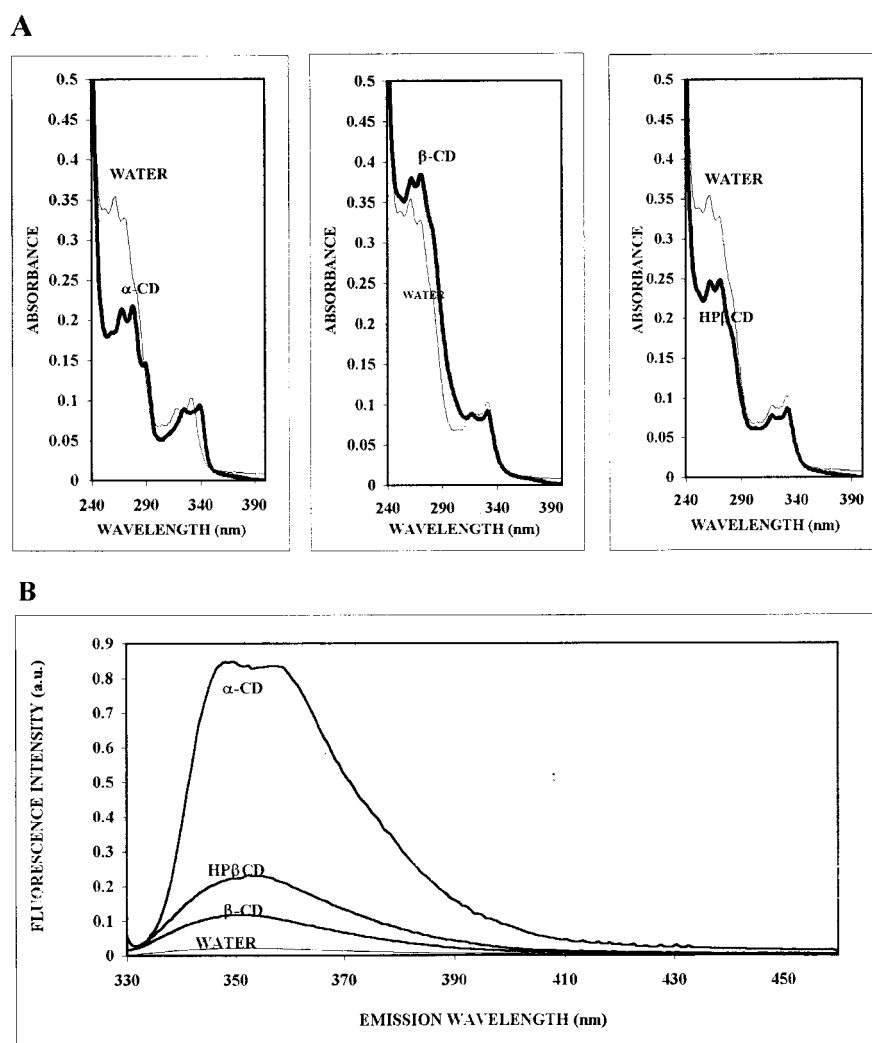 A
0.5
0.45
0.4
0.35
0.3
0.25
0.2
0.15
0.1
0.05
0
ABSORBANCE
WATER
α-CD
240 290 340 390
WAVELENGTH (nm)
0.5
0.45
0.4
0.35
0.3
0.25
0.2
0.15
0.1
0.05
0
ABSORBANCE
β-CD
WATER
240 290 340 390
WAVELENGTH (nm)
0.5
0.45
0.4
0.35
0.3
0.25
0.2
0.15
0.1
0.05
0
ABSORBANCE
WATER
HPβCD
240 290 340 390
WAVELENGTH (nm)
B
0.9
0.8
0.7
0.6
0.5
0.4
0.3
0.2
0.1
0
FLUORESCENCE INTENSITY (a.u.)
α-CD
HPβCD
β-CD
WATER
330 350 370 390 410 430 450
EMISSION WAVELENGTH (nm)